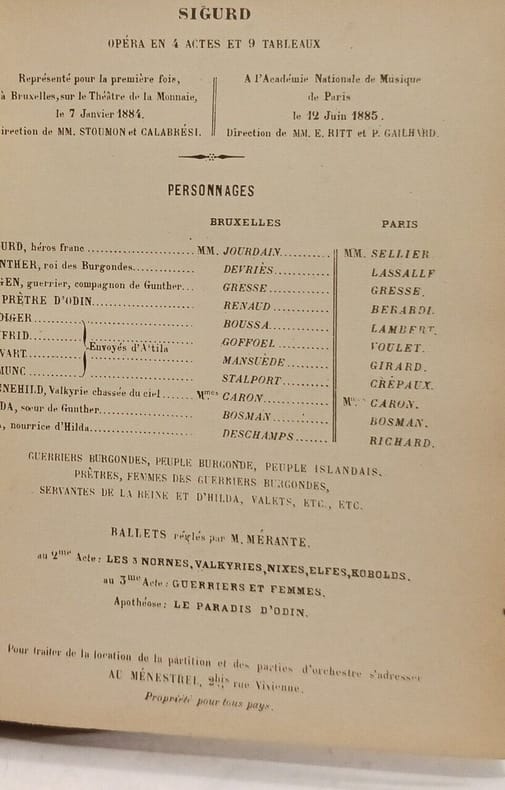 SIGURD
OPÉRA EN 4 ACTES ET 9 TABLEAUX
Représenté pour la première fois,
à Bruxelles, sur le Théâtre de la Monnaie,
le 7 Janvier 1884.
irection de MM. STOUMON et CALABRÉSI.
A l'Académie Nationale de Musique
de Paris
le 12 Juin 1885.
Direction de MM. E. RITT et P. GAILHARD.
PERSONNAGES
BRUXELLES PARIS
URD, héros franc MM. JOURDAIN MM. SELLIER
NTHER, roi des Burgondes DEVRIÈS LASSALLE
GEN, guerrier, compagnon de Gunther GRESSE GRESSE.
PRÊTRE D'ODIN RENAUD BERARDI.
DIGER BOUSSA LAMBERT.
FRID GOFFOEL VOULET.
Envoyés d'Attila
VART MANSUÈDE GIRARD.
MUNC STALPORT CRÉPAUX.
NEHILD, Valkyrie chassée du ciel Mmes CARON CARON.
DA, sœur de Gunther BOSMAN BOSMAN.
, nourrice d'Hilda DESCHAMPS RICHARD.
GUERRIERS BURGONDES, PEUPLE BURGONDE, PEUPLE ISLANDAIS.
PRÊTRES, FEMMES DES GUERRIERS BURGONDES,
SERVANTES DE LA REINE ET D'HILDA, VALETS, ETC., ETC.
BALLETS réglés par M. MÉRANTE.
au 2me Acte: LES 3 NORNES, VALKYRIES, NIXES, ELFES, KOBOLDS.
au 3me Acte: GUERRIERS ET FEMMES.
Apothéose: LE PARADIS D'ODIN.
Pour traiter de la location de la partition et des parties d'orchestre s'adresser
AU MÉNESTREL, 2bis rue Vivienne.
Propriété pour tous pays.